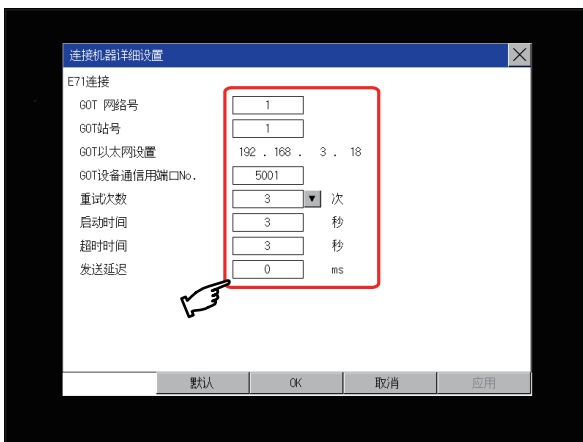 连接机器详细设置
E71连接
GOT 网络号 1
GOT站号 1
GOT以太网设置 192 . 168 . 3 . 18
GOT设备通信用端口No. 5001
重试次数 3 次
启动时间 3 秒
超时时间 3 秒
发送延迟 0 ms
默认 OK 取消 应用